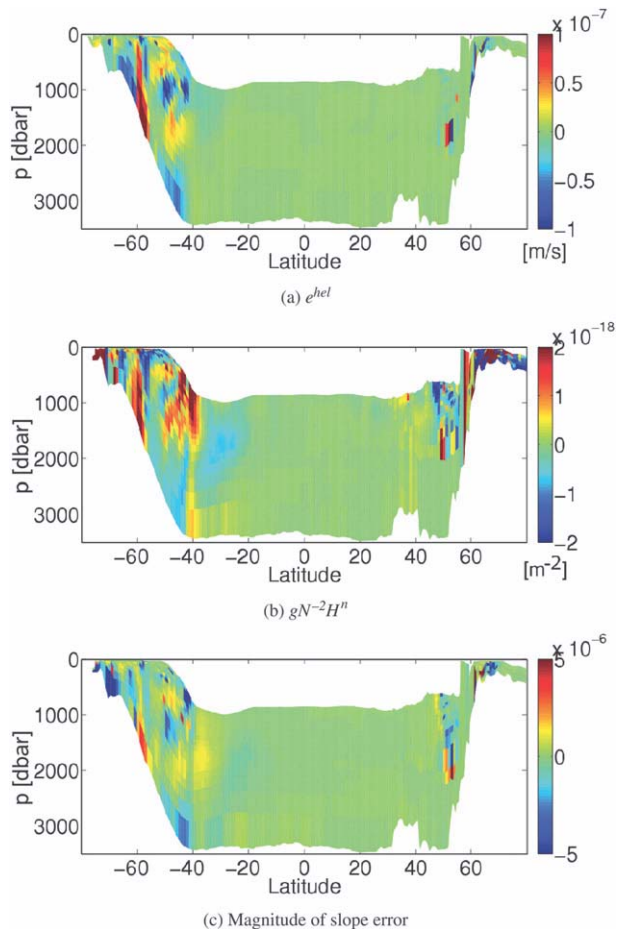 x 10⁻⁷
0
1000
2000
3000
p [dbar]
1
0.5
0
−0.5
−1
−60 −40 −20 0 20 40 60
Latitude
[m/s]
(a) e^hel
x 10⁻¹⁸
0
1000
2000
3000
p [dbar]
2
1
0
−1
−2
−60 −40 −20 0 20 40 60
Latitude
[m⁻²]
(b) gN⁻²Hⁿ
x 10⁻⁶
0
1000
2000
3000
p [dbar]
5
0
−5
−60 −40 −20 0 20 40 60
Latitude
(c) Magnitude of slope error